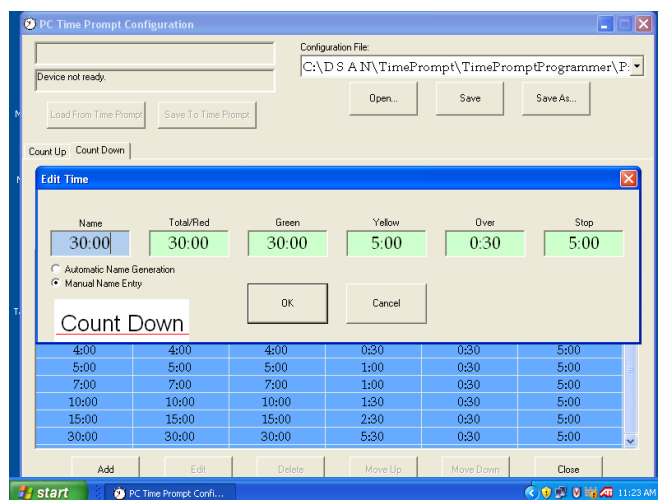 PC Time Prompt Configuration
Configuration File:
C:\D S A N\TimePrompt\TimePromptProgrammer\P:
Device not ready.
Open... Save Save As...
Load From Time Prompt Save To Time Prompt
Count Up Count Down
Edit Time
Name Total/Red Green Yellow Over Stop
30:00 30:00 30:00 5:00 0:30 5:00
Automatic Name Generation
Manual Name Entry
OK Cancel
Count Down
4:00 4:00 4:00 0:30 0:30 5:00
5:00 5:00 5:00 1:00 0:30 5:00
7:00 7:00 7:00 1:00 0:30 5:00
10:00 10:00 10:00 1:30 0:30 5:00
15:00 15:00 15:00 2:30 0:30 5:00
30:00 30:00 30:00 5:30 0:30 5:00
Add Edit Delete Move Up Move Down Close
start PC Time Prompt Confi... 11:23 AM